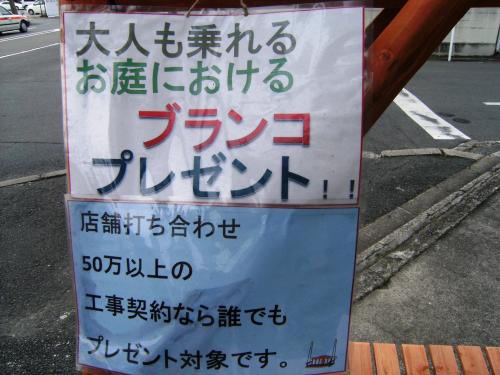 大人も乗れる
お庭における
ブランコ
プレゼント!!
店舗打ち合わせ
50万以上の
工事契約なら誰でも
プレゼント対象です。